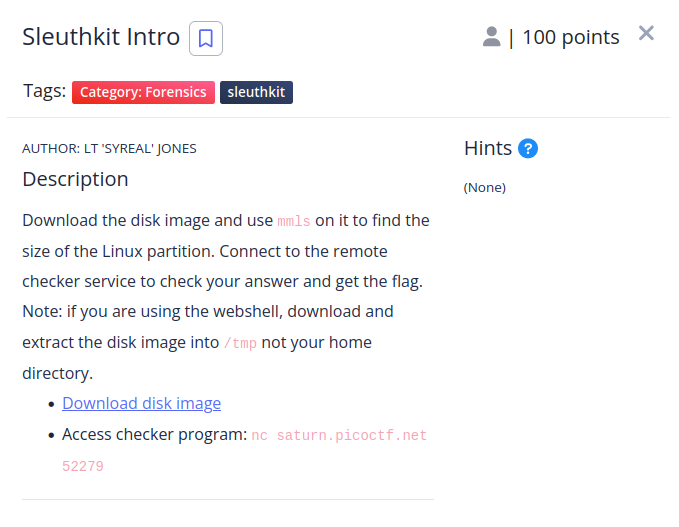 Sleuthkit Intro
| 100 points
Tags: Category: Forensics sleuthkit
AUTHOR: LT 'SYREAL' JONES
Description
Download the disk image and use mmls on it to find the
size of the Linux partition. Connect to the remote
checker service to check your answer and get the flag.
Note: if you are using the webshell, download and
extract the disk image into /tmp not your home
directory.
• Download disk image
• Access checker program: nc saturn.picoctf.net
52279
Hints ?
(None)